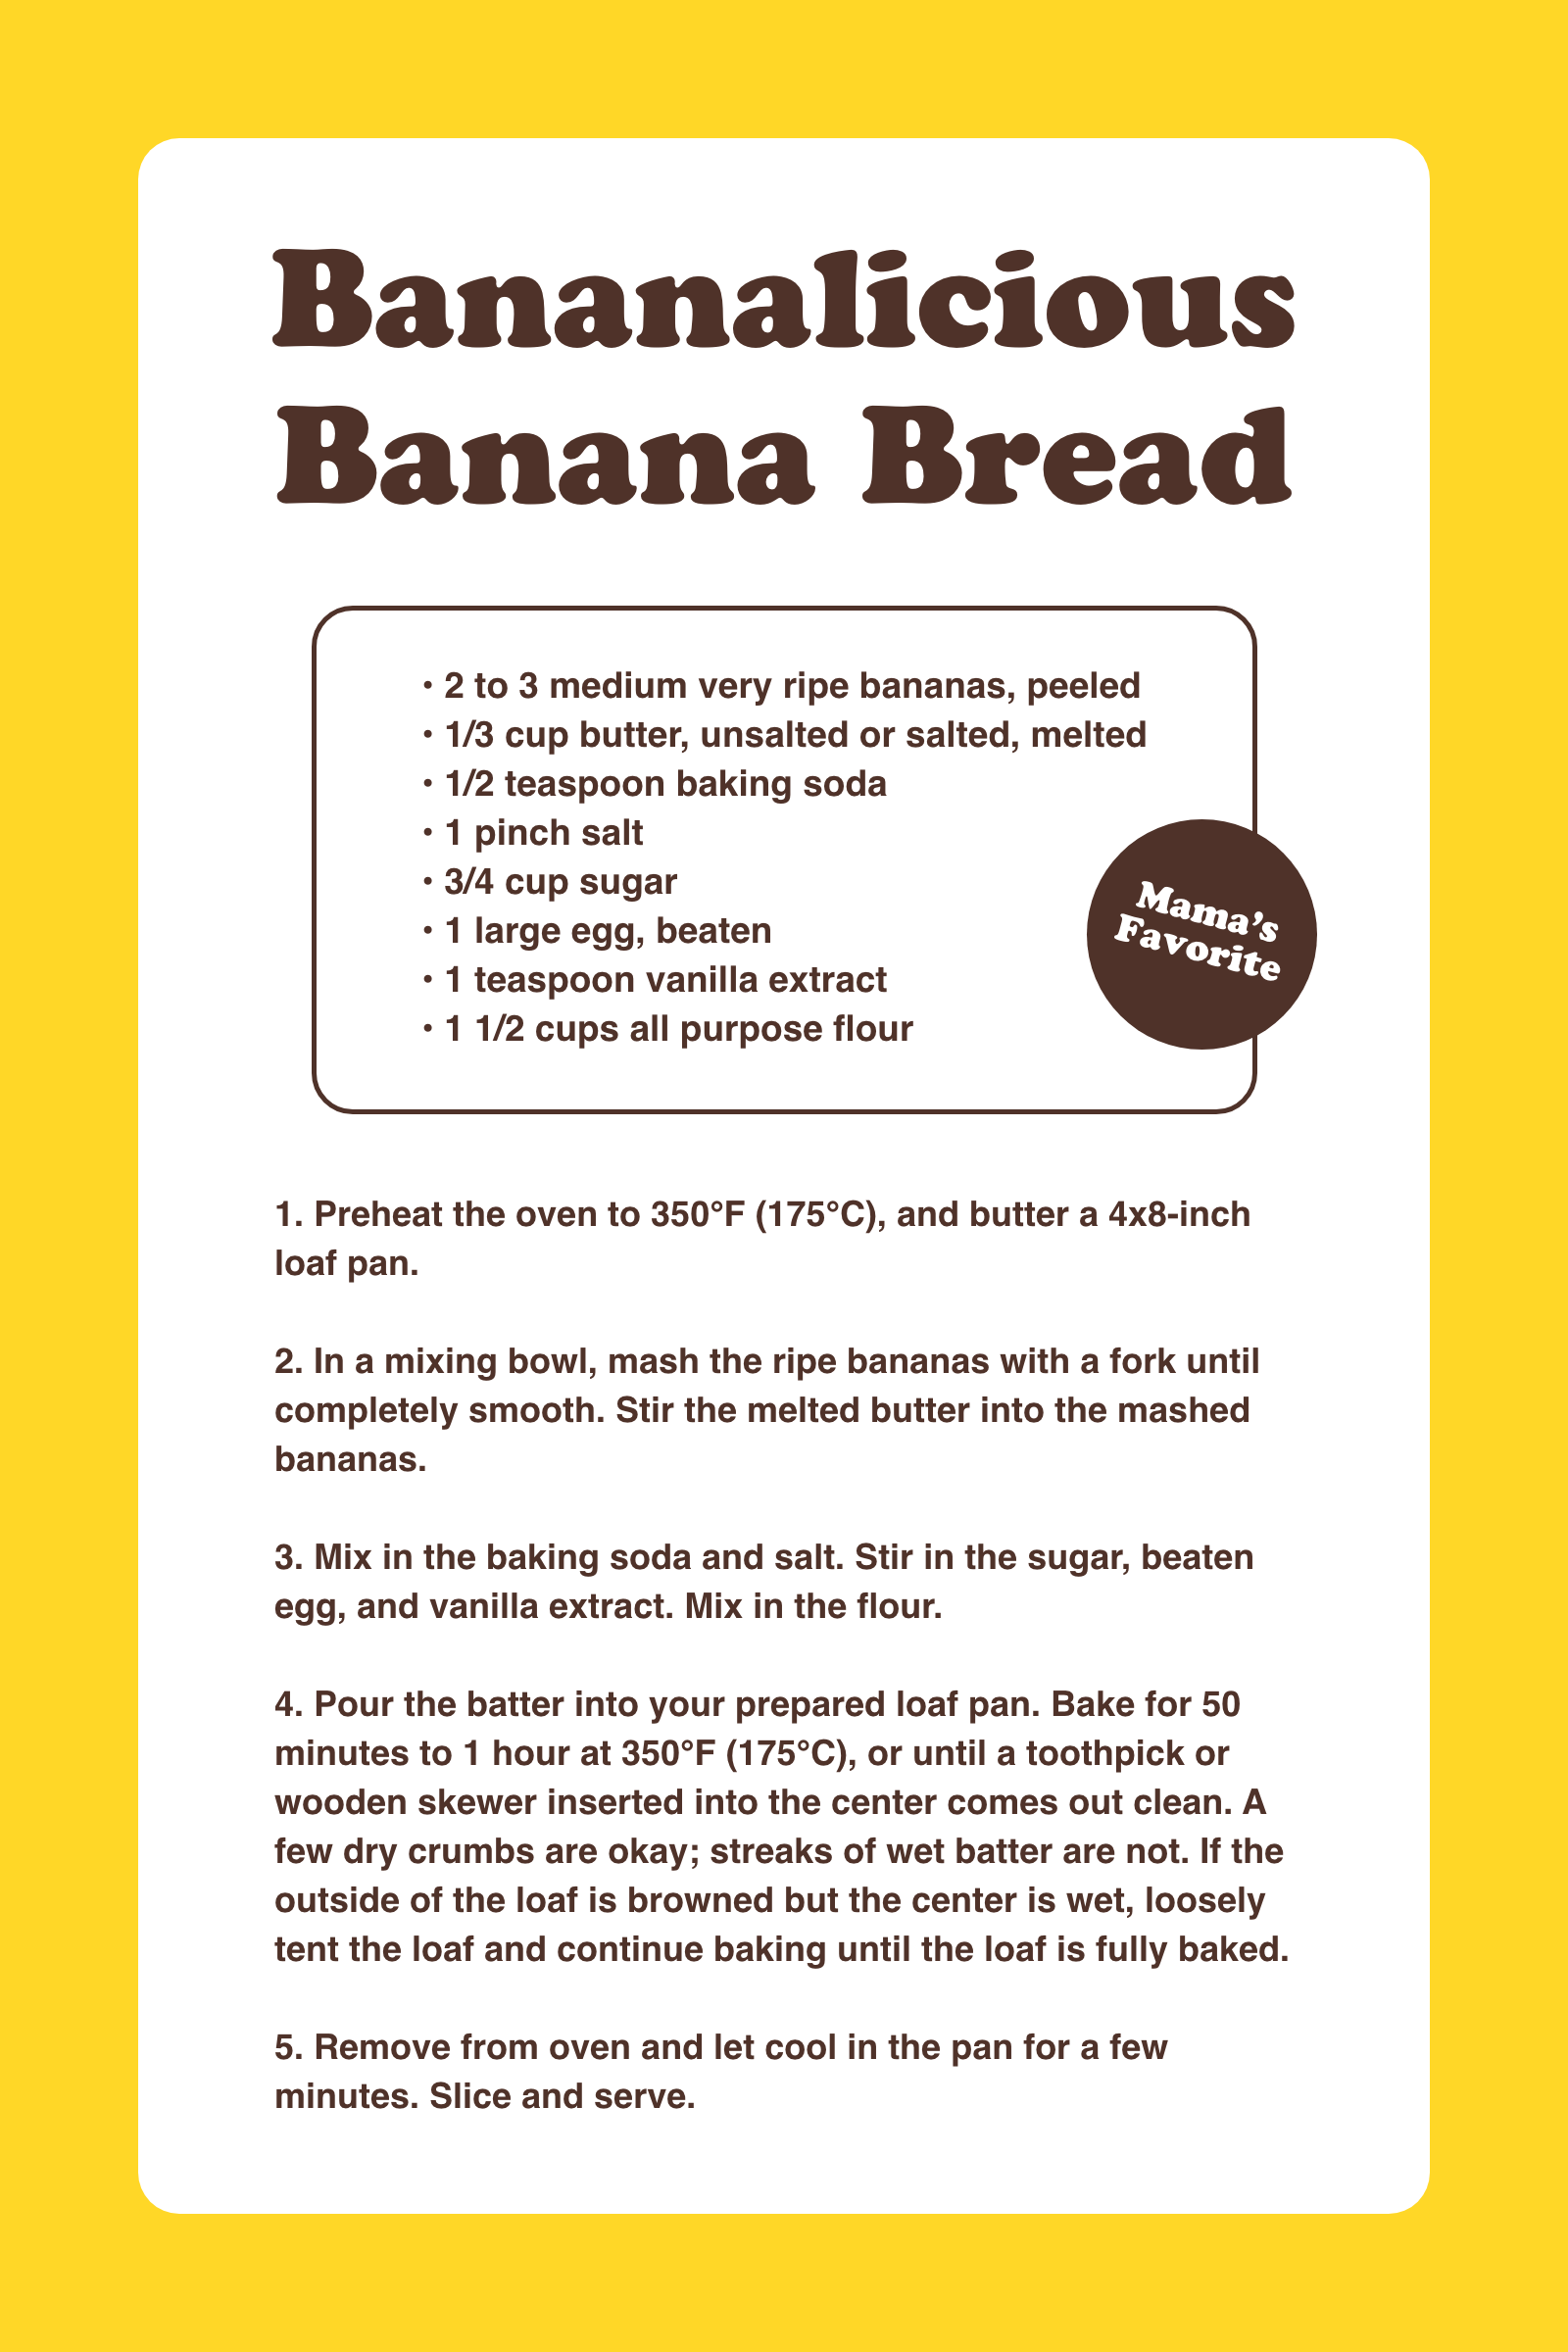 Bananalicious
Banana Bread
• 2 to 3 medium very ripe bananas, peeled
• 1/3 cup butter, unsalted or salted, melted
• 1/2 teaspoon baking soda
• 1 pinch salt
• 3/4 cup sugar
• 1 large egg, beaten
• 1 teaspoon vanilla extract
• 1 1/2 cups all purpose flour
Mama’s
Favorite
1. Preheat the oven to 350°F (175°C), and butter a 4x8-inch
loaf pan.
2. In a mixing bowl, mash the ripe bananas with a fork until
completely smooth. Stir the melted butter into the mashed
bananas.
3. Mix in the baking soda and salt. Stir in the sugar, beaten
egg, and vanilla extract. Mix in the flour.
4. Pour the batter into your prepared loaf pan. Bake for 50
minutes to 1 hour at 350°F (175°C), or until a toothpick or
wooden skewer inserted into the center comes out clean. A
few dry crumbs are okay; streaks of wet batter are not. If the
outside of the loaf is browned but the center is wet, loosely
tent the loaf and continue baking until the loaf is fully baked.
5. Remove from oven and let cool in the pan for a few
minutes. Slice and serve.